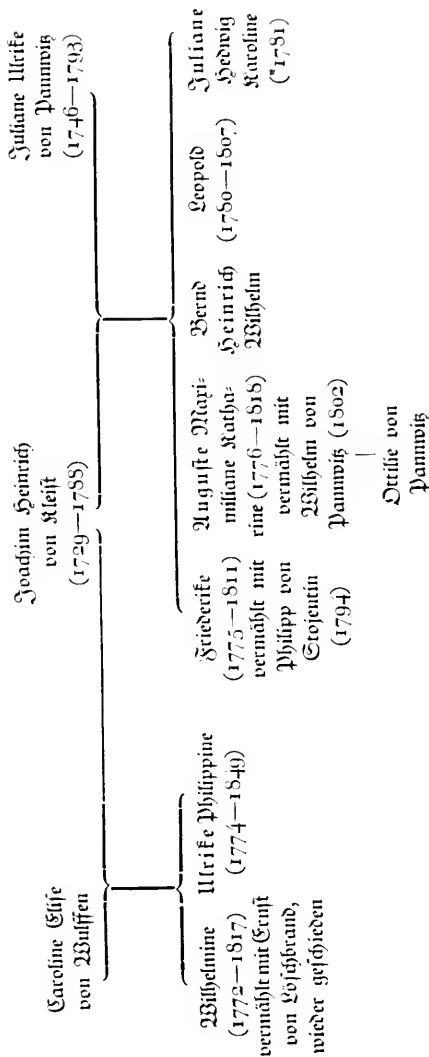 Caroline Elise
von Wulffen
Joachim Heinrich
von Kleist
(1729—1788)
Juliane Ulrike
von Pannwitz
(1746—1793)
Wilhelmine
(1772—1817)
vermählt mit Ernst
von Löschbrand,
wieder geschieden
Ulrike Philippine
(1774—1849)
Friederike
(1775—1811)
vermählt mit
Philipp von
Stojentin
(1794)
Auguste Maxi-
miliane Katha-
rine (1776—1818)
vermählt mit
Wilhelm von
Pannwitz (1802)
Ottilie von
Pannwitz
Bernd
Heinrich
Wilhelm
Leopold
(1780—1807)
Juliane
Hedwig
Karoline
(*1781)